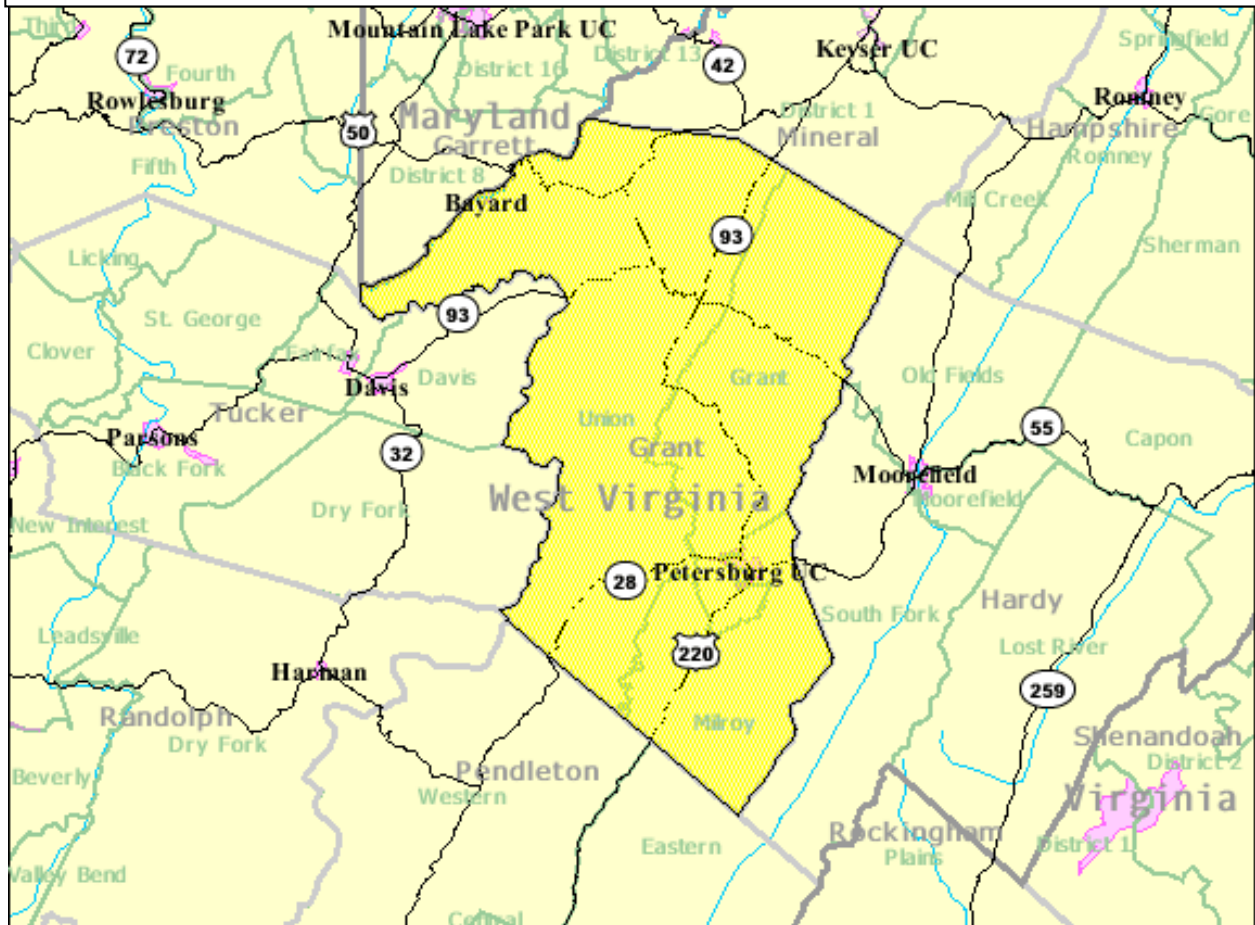 Third
Mountain Lake Park UC
District 13
42
Keyser UC
Springfield
72
Fourth
District 16
Rowlesburg
Preston
50
Maryland
Garrett
District 1
Mineral
Romney
Gore
Hampshire
Romney
Fifth
District 8
Bayard
Mill Creek
93
Sherman
Licking
St. George
93
Clover
Fairfax
Davis
Davis
Grant
Old Fields
Tucker
Union
55
Capon
Parsons
Black Fork
32
Grant
Moorefield
Moorefield
West Virginia
New Interest
Dry Fork
28
Petersburg UC
Hardy
South Fork
Leadsville
220
Lost River
Harman
259
Randolph
Dry Fork
Milroy
Shenandoah
District 2
Beverly
Pendleton
Western
Virginia
Rockingham
Plains
District 1
Eastern
Valley Bend
Central